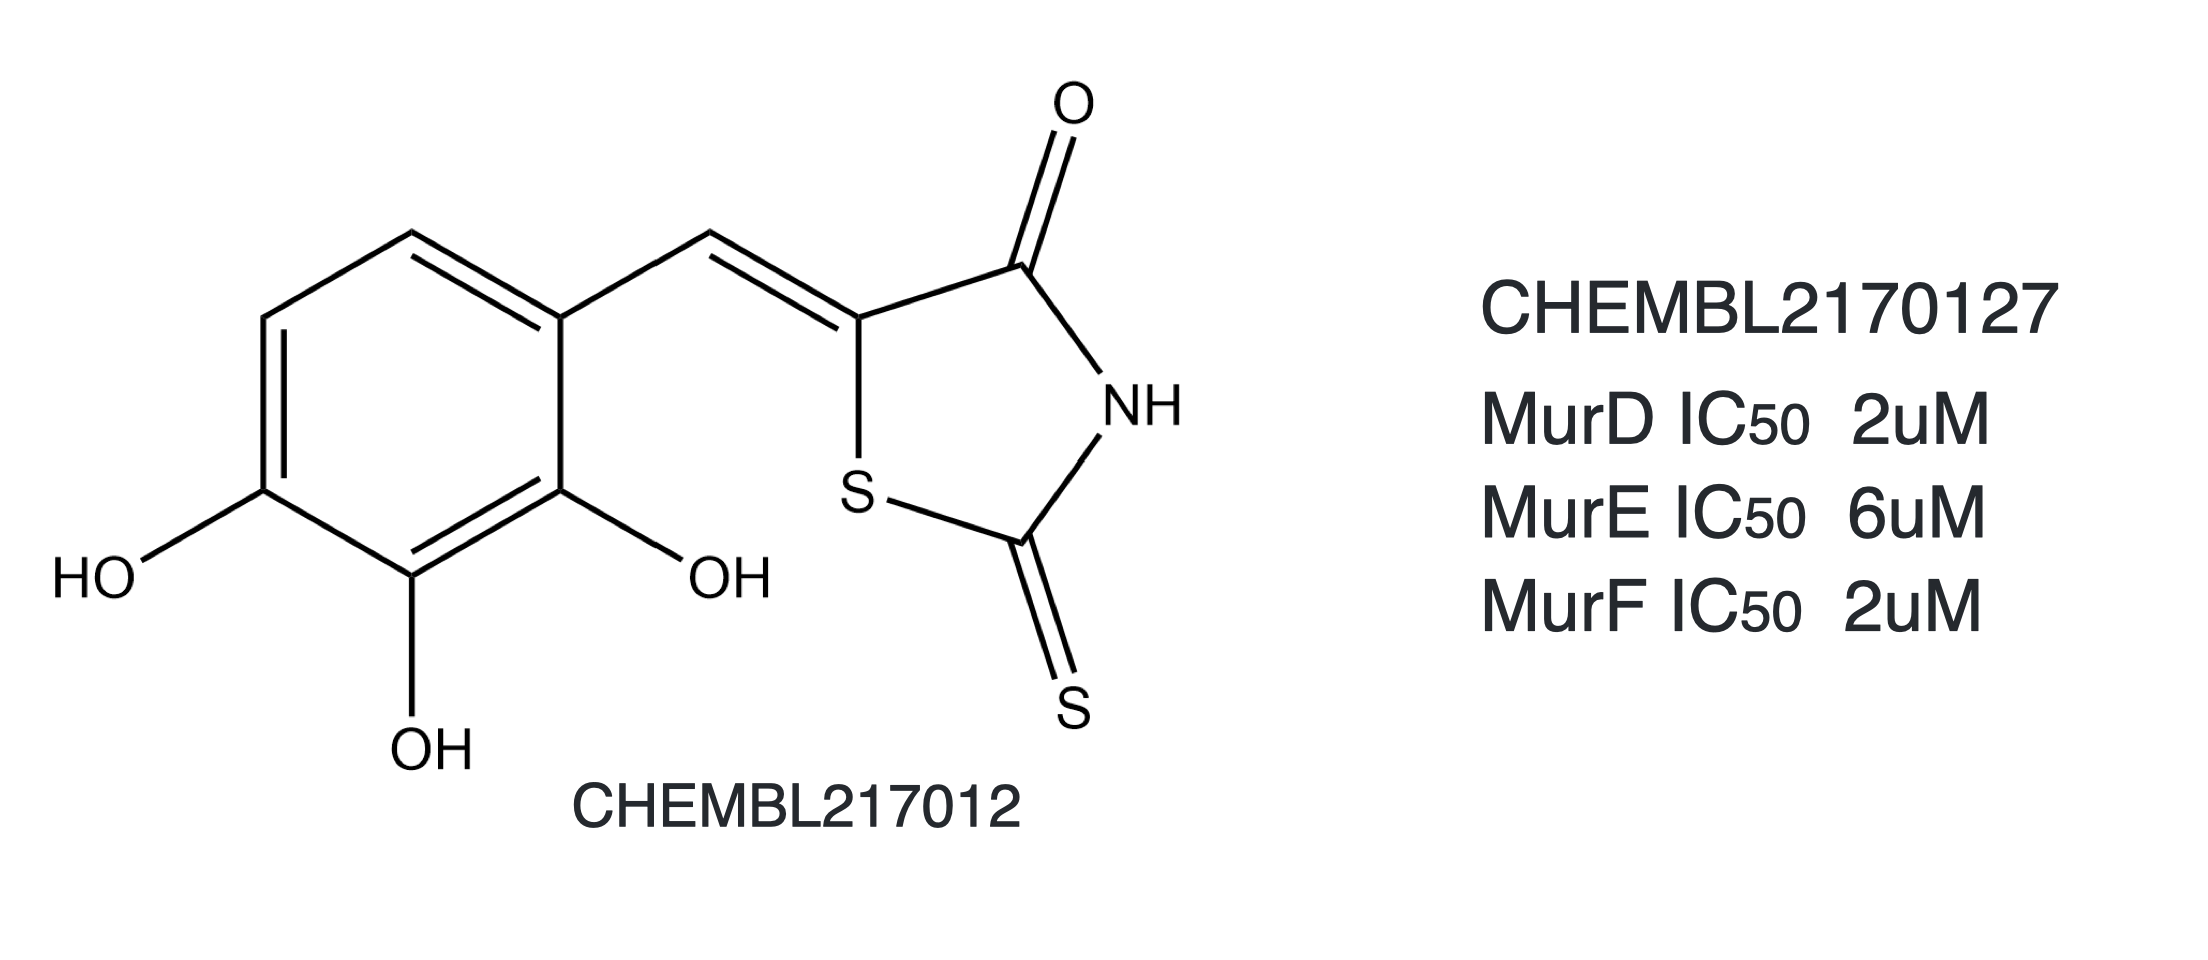 O
NH
S
HO
OH
OH
S
CHEMBL217012
CHEMBL2170127
MurD IC50 2uM
MurE IC50 6uM
MurF IC50 2uM